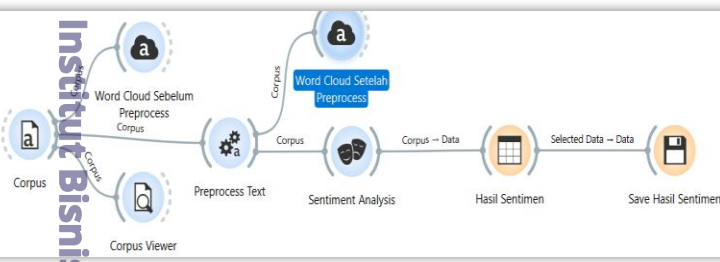 Institut Bisnis
a
Word Cloud Sebelum
Preprocess
Corpus
a
Word Cloud Setelah
Preprocess
Corpus
a
Corpus
Corpus
a
Preprocess Text
Corpus
Sentiment Analysis
Corpus → Data
Hasil Sentimen
Selected Data → Data
Save Hasil Sentimen
Corpus
Corpus Viewer